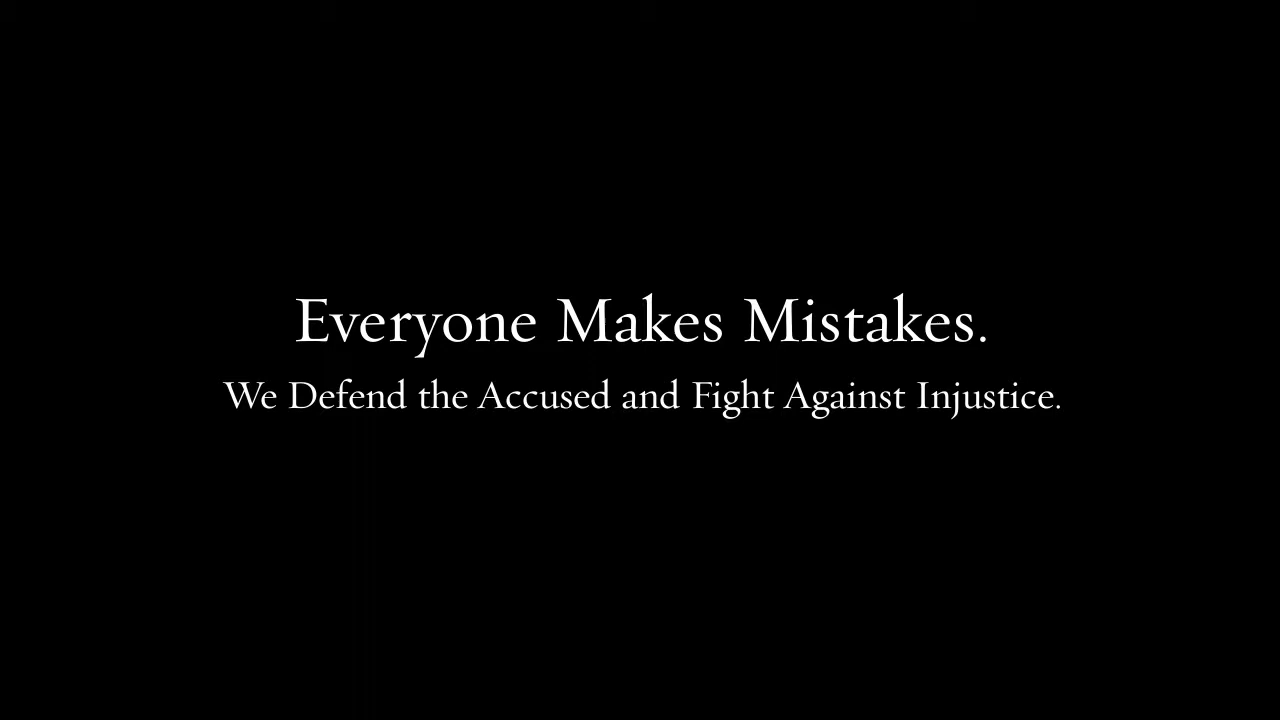 Everyone Makes Mistakes.
We Defend the Accused and Fight Against Injustice.